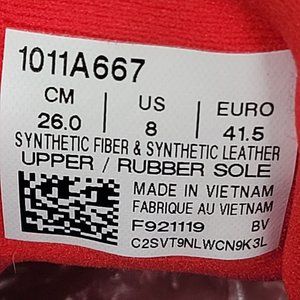 1011A667
CM US EURO
26.0 8 41.5
SYNTHETIC FIBER & SYNTHETIC LEATHER
UPPER / RUBBER SOLE
MADE IN VIETNAM
FABRIQUE AU VIETNAM
F921119 BV
C2SVT9NLWCN9K3L